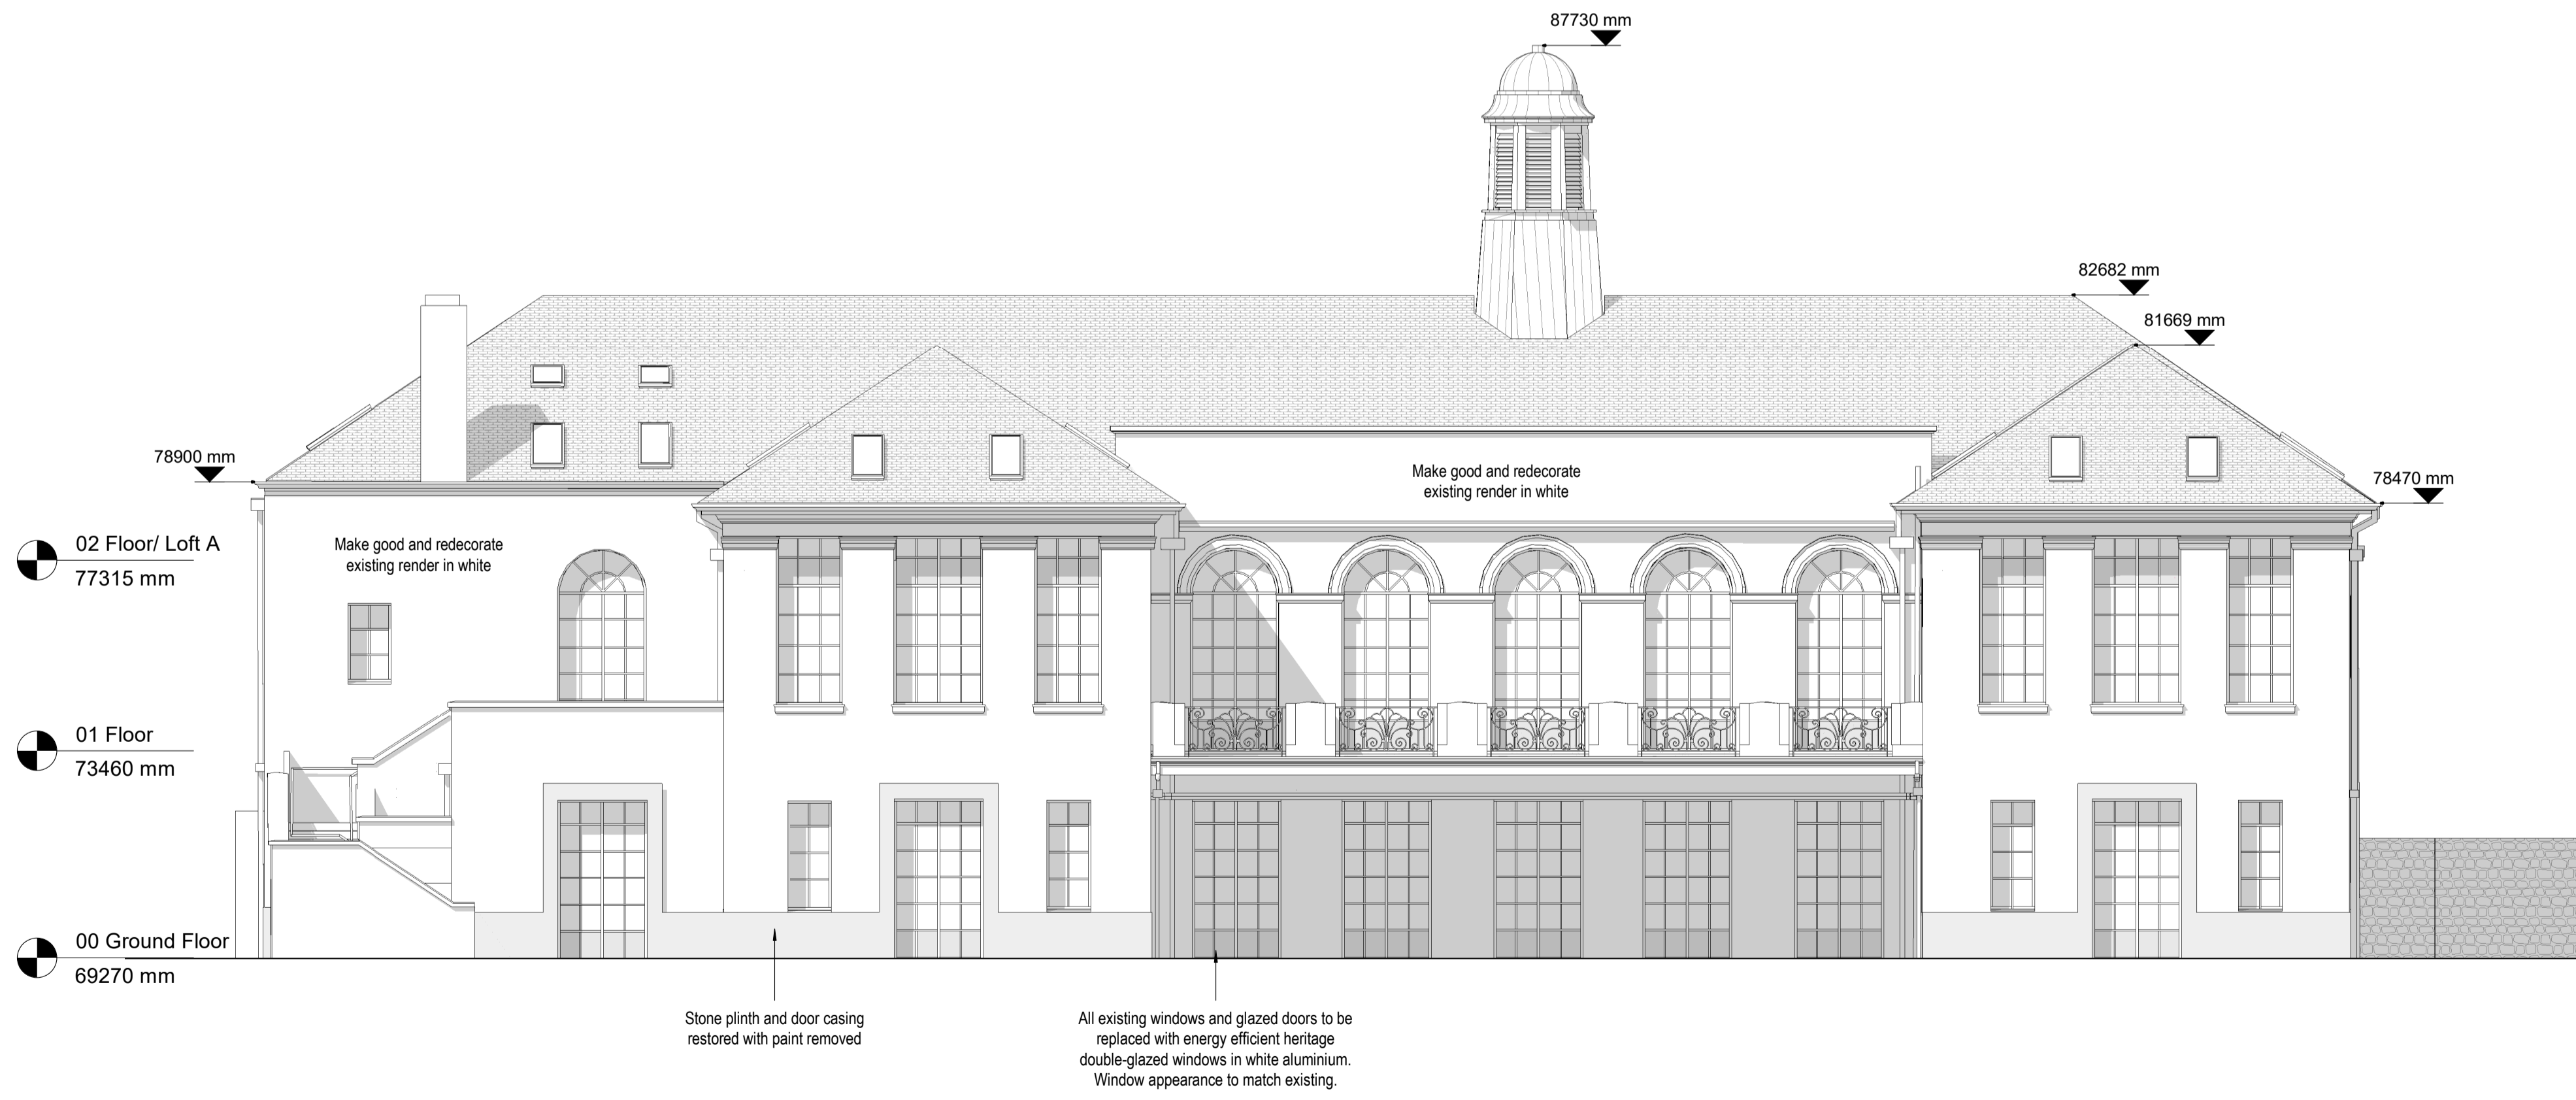 87730 mm
82682 mm
81669 mm
78900 mm
Make good and redecorate
existing render in white
78470 mm
02 Floor/ Loft A
77315 mm
Make good and redecorate
existing render in white
01 Floor
73460 mm
00 Ground Floor
69270 mm
Stone plinth and door casing
restored with paint removed
All existing windows and glazed doors to be
replaced with energy efficient heritage
double-glazed windows in white aluminium.
Window appearance to match existing.